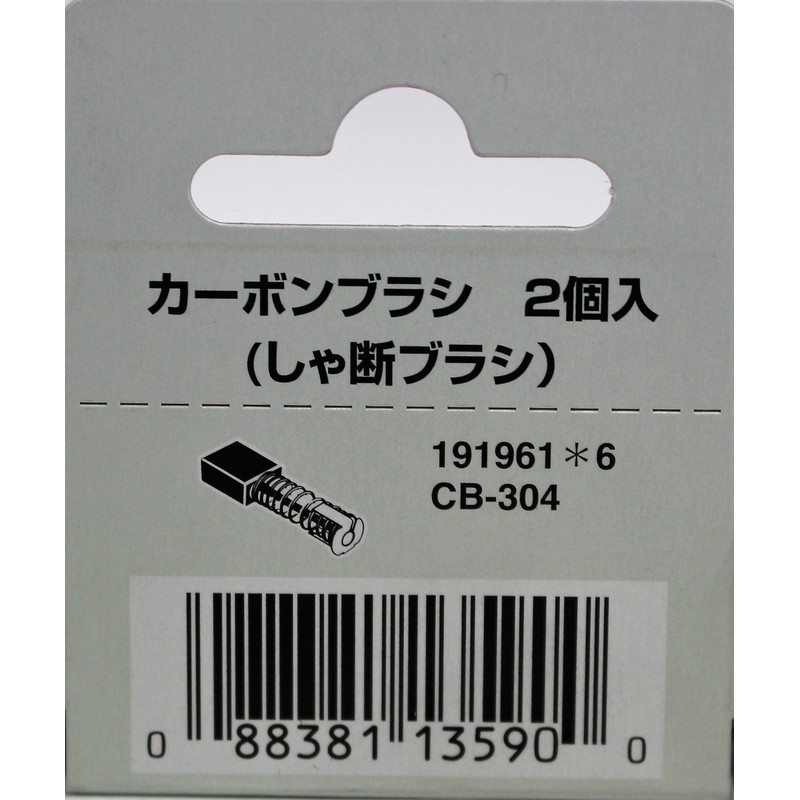 カーボンブラシ 2個入
(しゃ断ブラシ)
191961＊6
CB-304
0 88381 13590 0